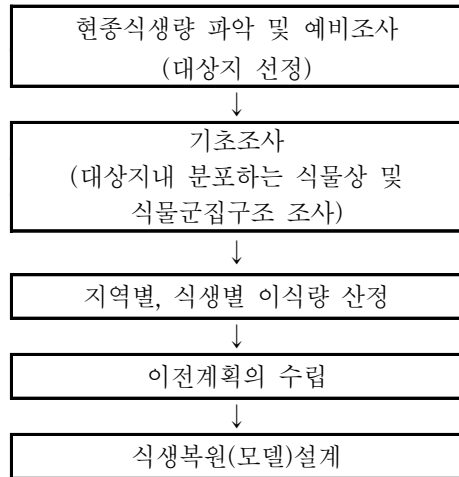 현종식생량 파악 및 예비조사
(대상지 선정)
↓
기초조사
(대상지내 분포하는 식물상 및
식물군집구조 조사)
↓
지역별, 식생별 이식량 산정
↓
이전계획의 수립
↓
식생복원(모델)설계